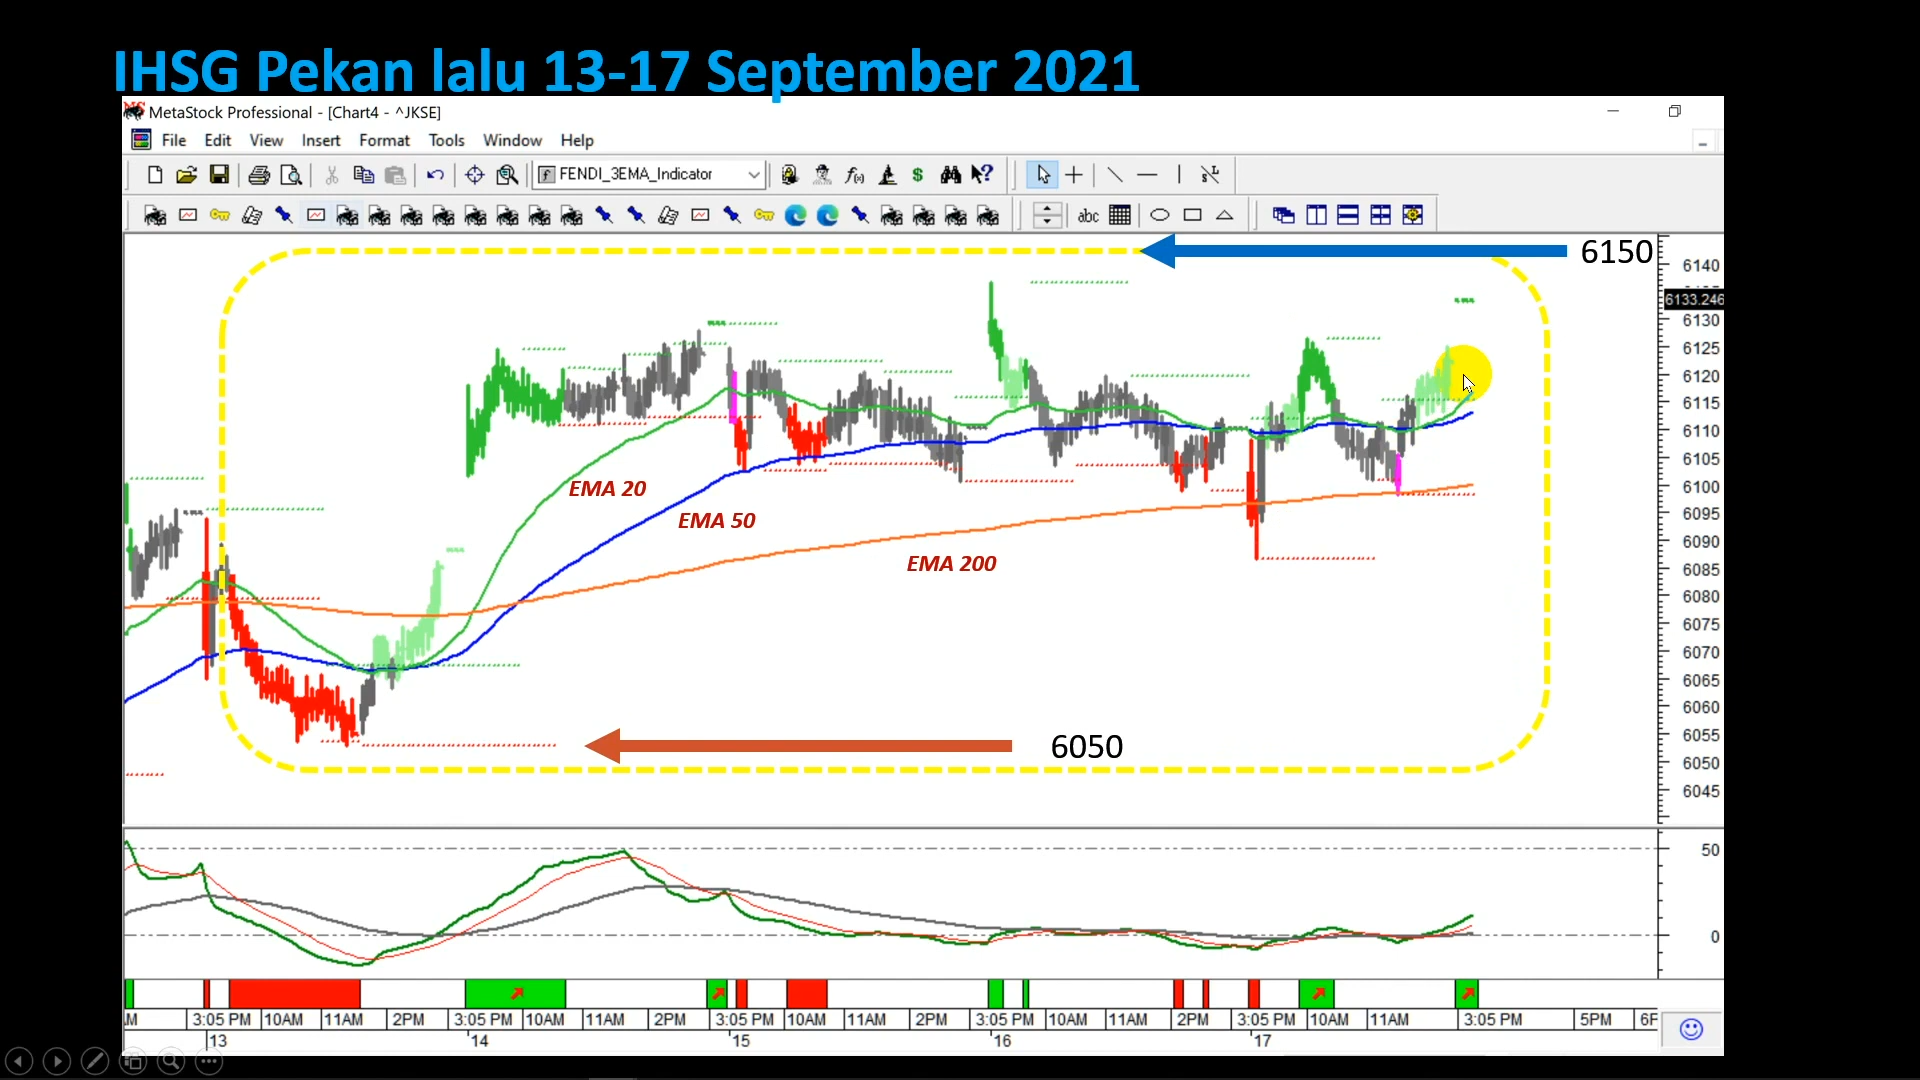 IHSG Pekan lalu 13-17 September 2021
MetaStock Professional - [Chart4 - ^JKSE]
File Edit View Insert Format Tools Window Help
FENDI_3EMA_Indicator
abc
6150
6140
6133.246
6130
6125
6120
6115
6110
6105
6100
6095
6090
6085
6080
6075
6070
6065
6060
6055
6050
6045
EMA 20
EMA 50
EMA 200
6050
50
0
M 3:05 PM 10AM 11AM 2PM 3:05 PM 10AM 11AM 2PM 3:05 PM 10AM 11AM 2PM 3:05 PM 10AM 11AM 2PM 3:05 PM 10AM 11AM 3:05 PM 5PM 6F
13 14 15 16 17